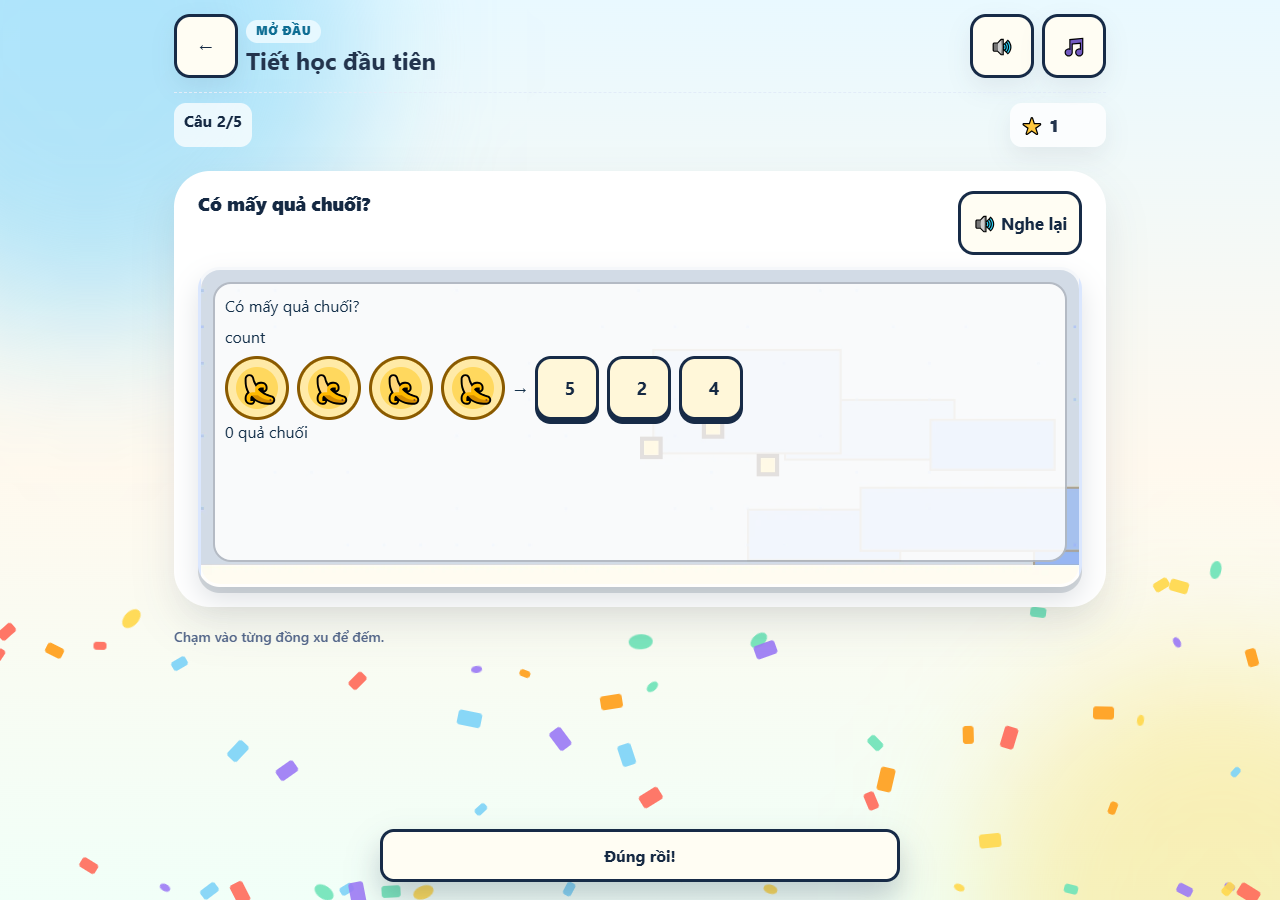 ←
MỞ ĐẦU
Tiết học đầu tiên
Câu 2/5
1
Có mấy quả chuối?
Nghe lại
Có mấy quả chuối?
count
→ 5 2 4
0 quả chuối
Chạm vào từng đồng xu để đếm.
Đúng rồi!